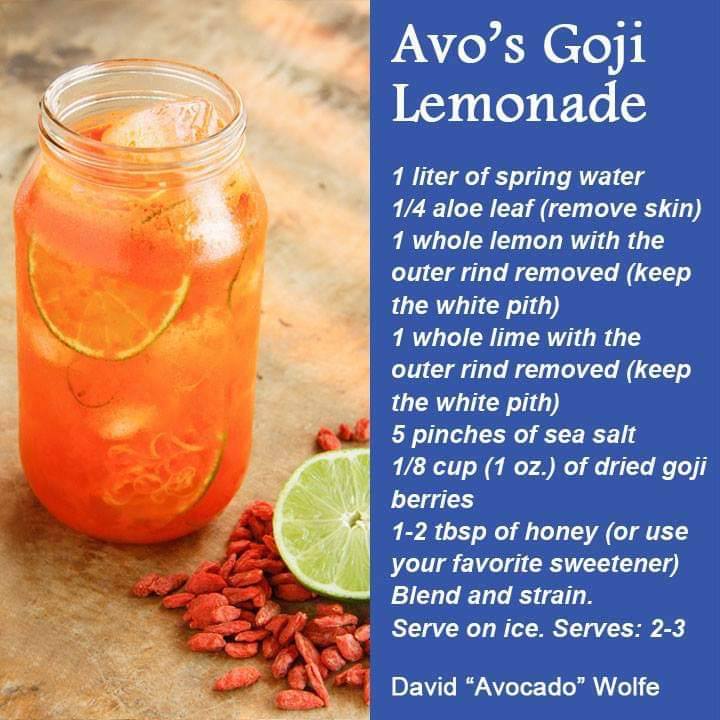 Avo’s Goji
Lemonade
1 liter of spring water
1/4 aloe leaf (remove skin)
1 whole lemon with the
outer rind removed (keep
the white pith)
1 whole lime with the
outer rind removed (keep
the white pith)
5 pinches of sea salt
1/8 cup (1 oz.) of dried goji
berries
1-2 tbsp of honey (or use
your favorite sweetener)
Blend and strain.
Serve on ice. Serves: 2-3
David “Avocado” Wolfe